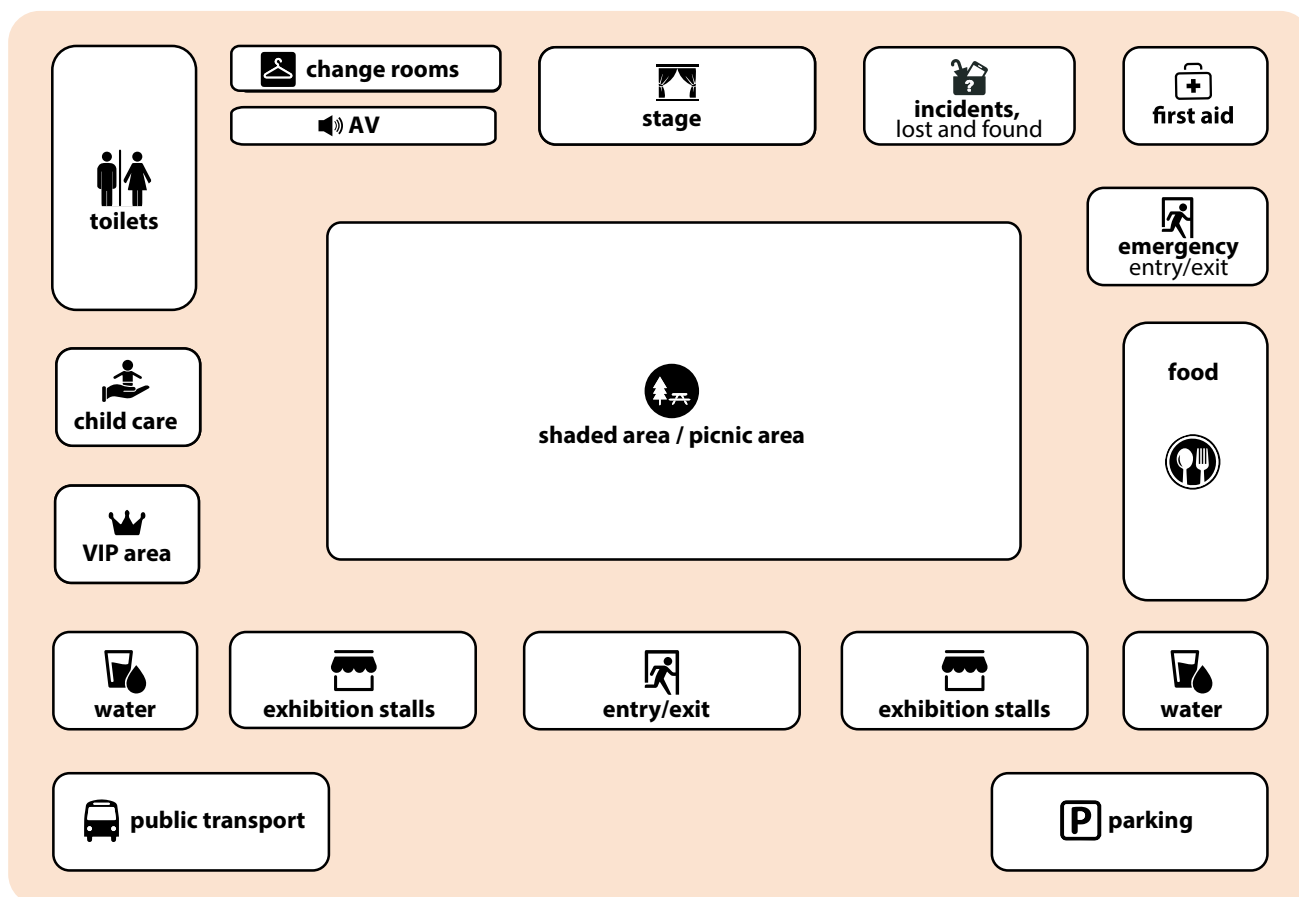 change rooms
AV
stage
incidents,
lost and found
?
first aid
toilets
emergency
entry/exit
child care
shaded area / picnic area
food
VIP area
water
exhibition stalls
entry/exit
exhibition stalls
water
public transport
P parking